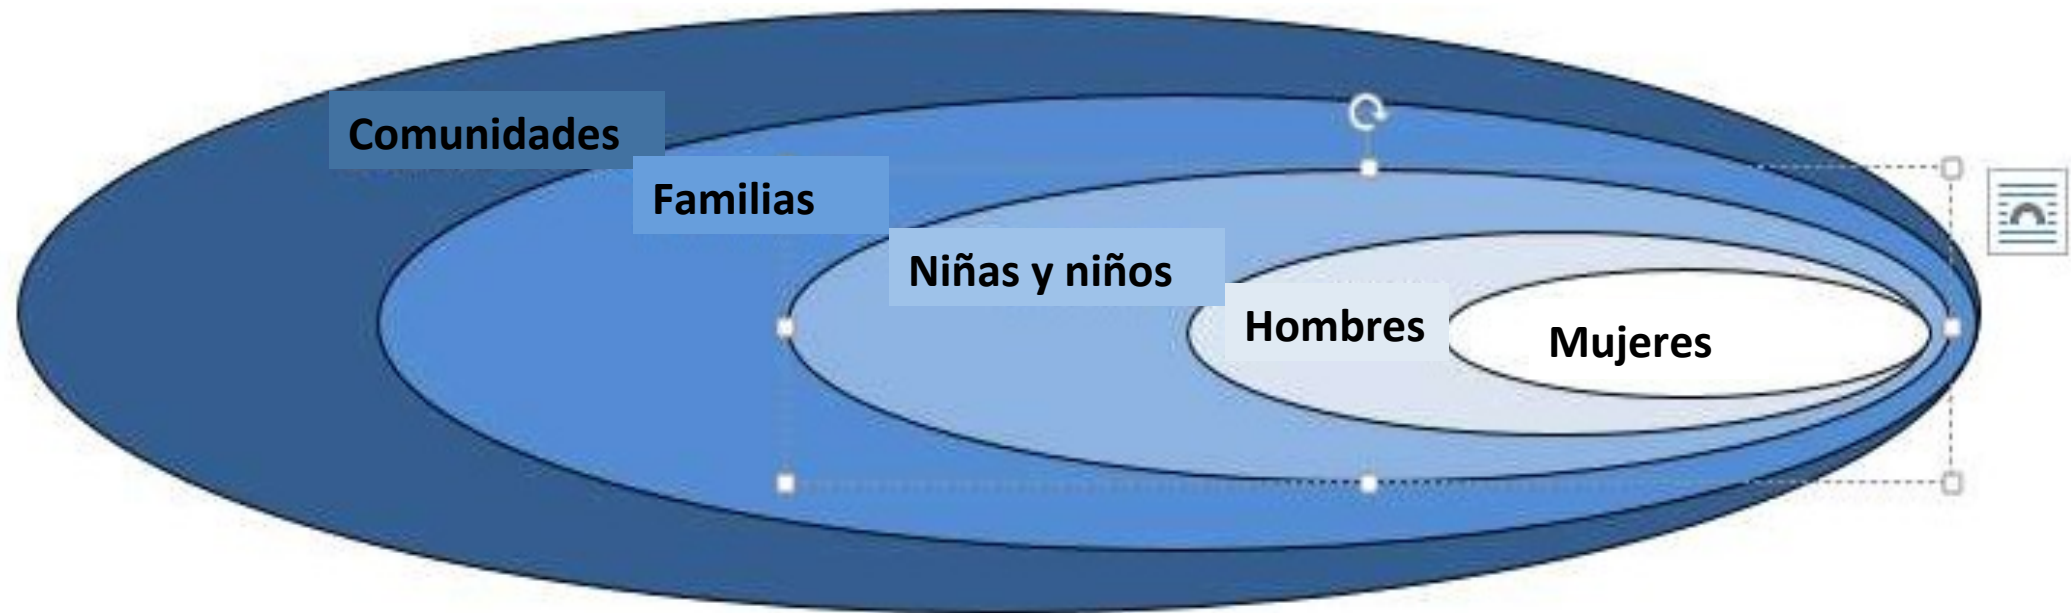 Comunidades
Familias
Niñas y niños
Hombres
Mujeres